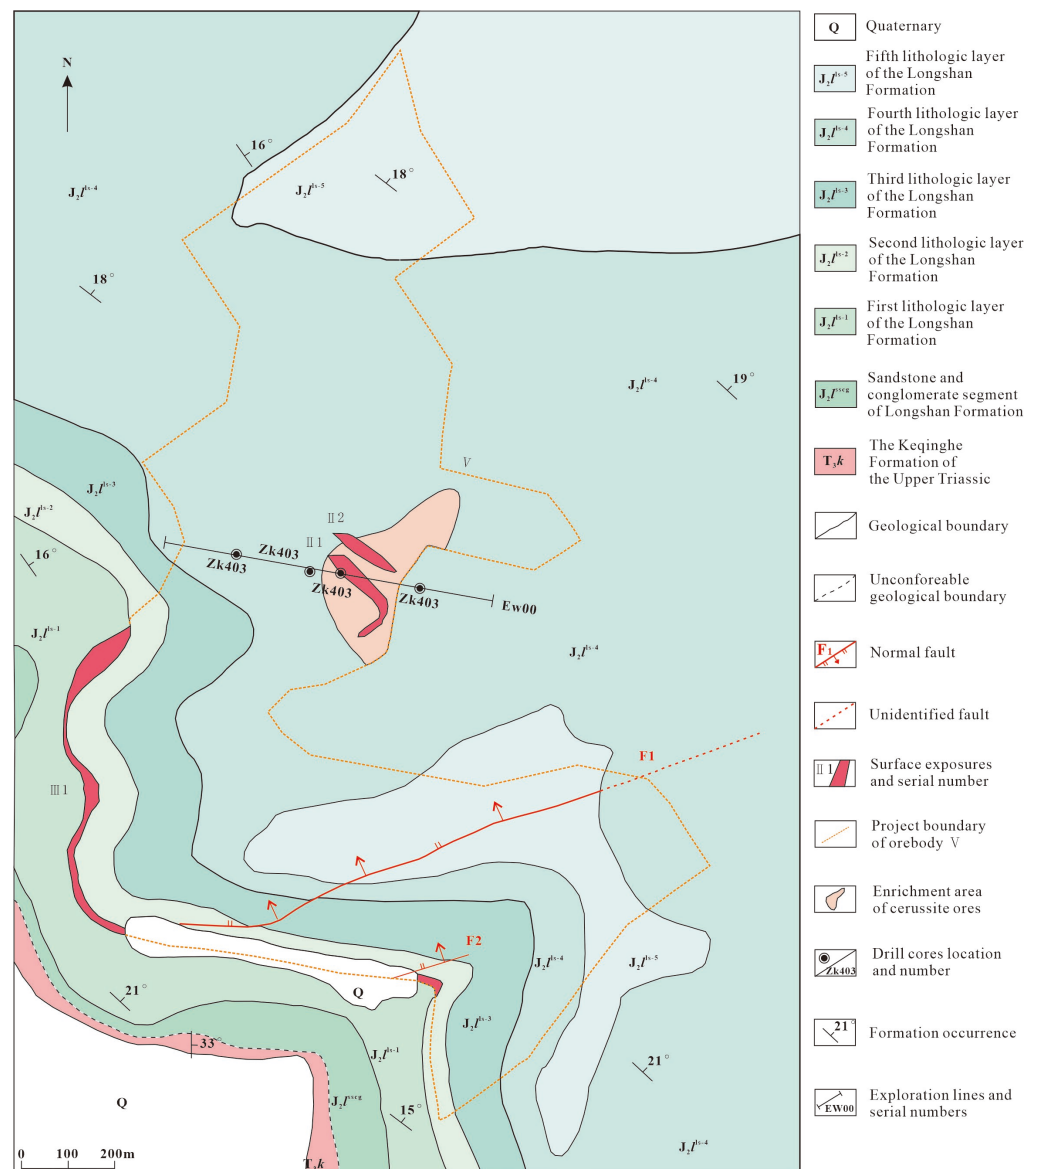 N
16°
J₂lˡˢ⁻⁵
18°
J₂lˡˢ⁻⁴
18°
J₂lˡˢ⁻⁴
19°
V
J₂lˡˢ⁻³
J₂lˡˢ⁻²
Ⅱ2
Ⅱ1
16°
Zk403
Zk403
Zk403
Zk403
Ew00
J₂lˡˢ⁻¹
J₂lˡˢ⁻⁴
F1
Ⅲ1
F2
J₂lˡˢ⁻⁴
J₂lˡˢ⁻⁵
Q
21°
J₂lˡˢ⁻³
33°
J₂lˡˢ⁻¹
21°
Q
J₂lˢˢᶜᵍ
15°
J₂lˡˢ⁻⁴
0 100 200m
T₃k
Q Quaternary
J₂lˡˢ⁻⁵
Fifth lithologic layer
of the Longshan
Formation
J₂lˡˢ⁻⁴
Fourth lithologic layer
of the Longshan
Formation
J₂lˡˢ⁻³
Third lithologic layer
of the Longshan
Formation
J₂lˡˢ⁻²
Second lithologic layer
of the Longshan
Formation
J₂lˡˢ⁻¹
First lithologic layer
of the Longshan
Formation
J₂lˢˢᶜᵍ
Sandstone and
conglomerate segment
of Longshan Formation
T₃k
The Keqinghe
Formation of
the Upper Triassic
Geological boundary
Unconforeable
geological boundary
F1
Normal fault
Unidentified fault
Ⅱ1
Surface exposures
and serial number
Project boundary
of orebody Ⅴ
Enrichment area
of cerussite ores
Zk403
Drill cores location
and number
21°
Formation occurrence
EW00
Exploration lines and
serial numbers